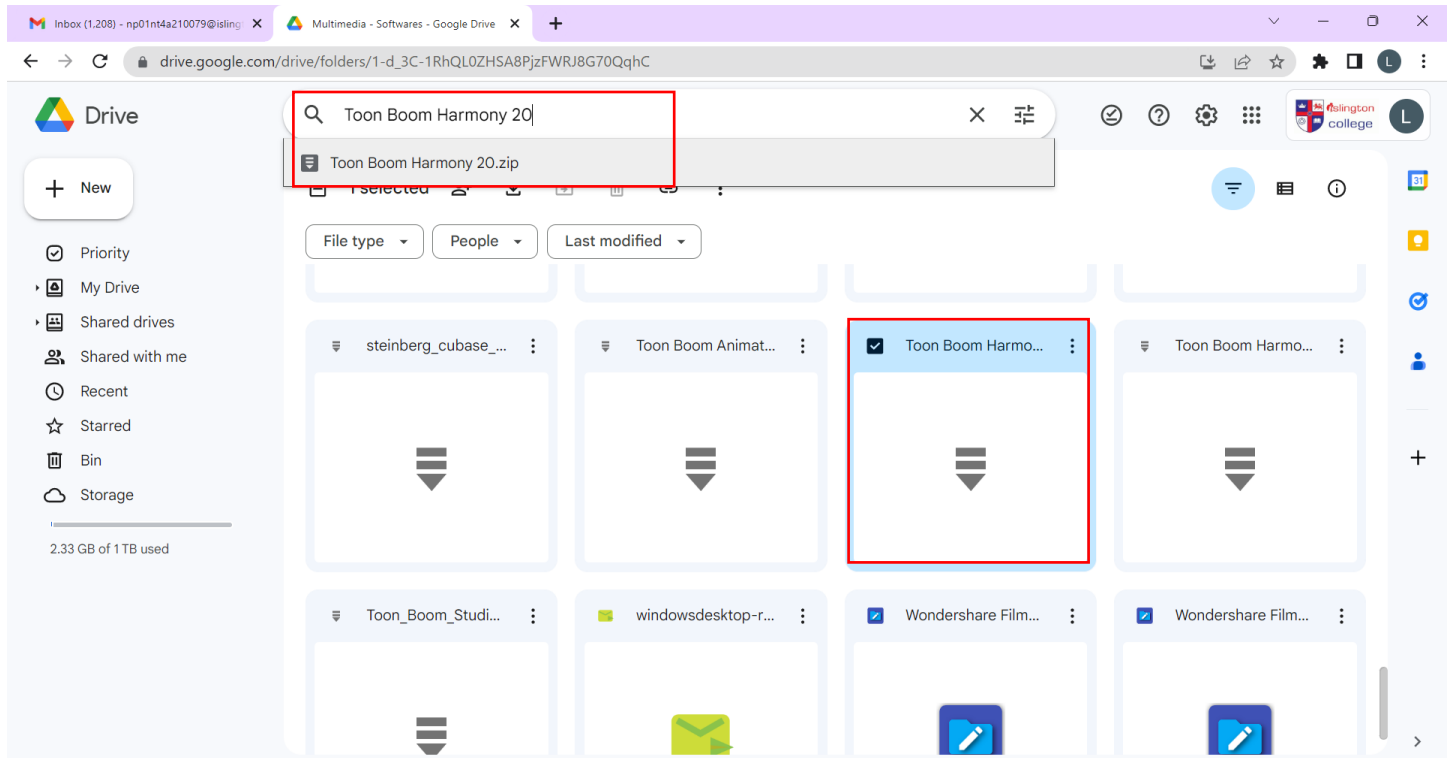 Inbox (1,208) - np01nt4a210079@isling
Multimedia - Softwares - Google Drive
drive.google.com/drive/folders/1-d_3C-1RhQL0ZHSA8PjzFWRJ8G70QqhC
L
Drive
Toon Boom Harmony 20
islington
college
L
Toon Boom Harmony 20.zip
New
1 selected
31
File type
People
Last modified
Priority
My Drive
Shared drives
Shared with me
Recent
Starred
Bin
Storage
2.33 GB of 1 TB used
steinberg_cubase_...
Toon Boom Animat...
Toon Boom Harmo...
Toon Boom Harmo...
Toon_Boom_Studi...
windowsdesktop-r...
Wondershare Film...
Wondershare Film...